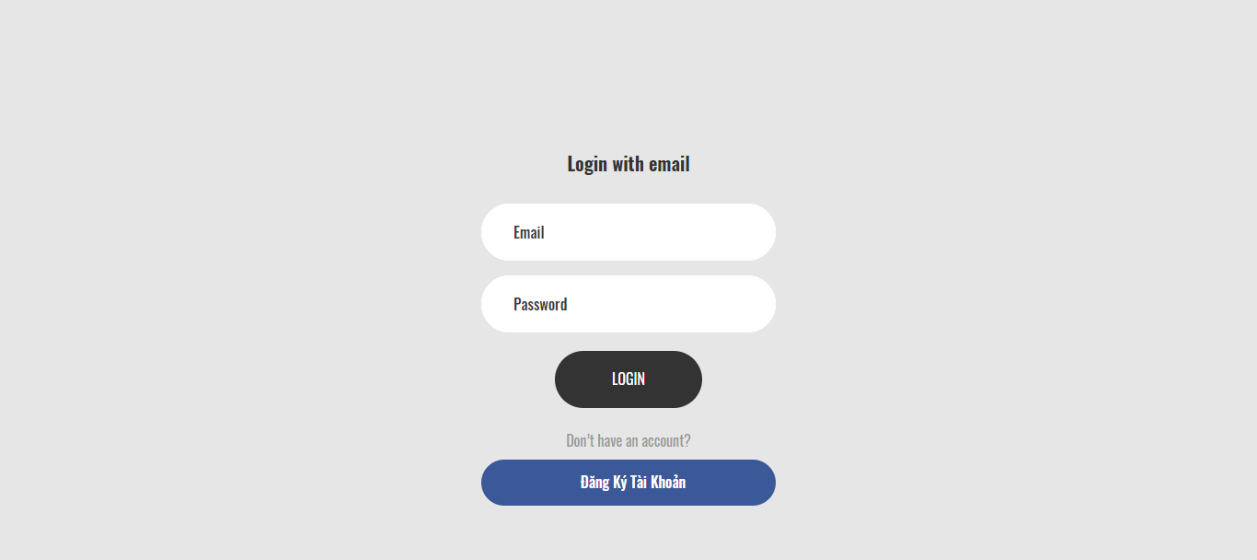 Login with email
Email
Password
LOGIN
Don't have an account?
Đăng Ký Tài Khoản